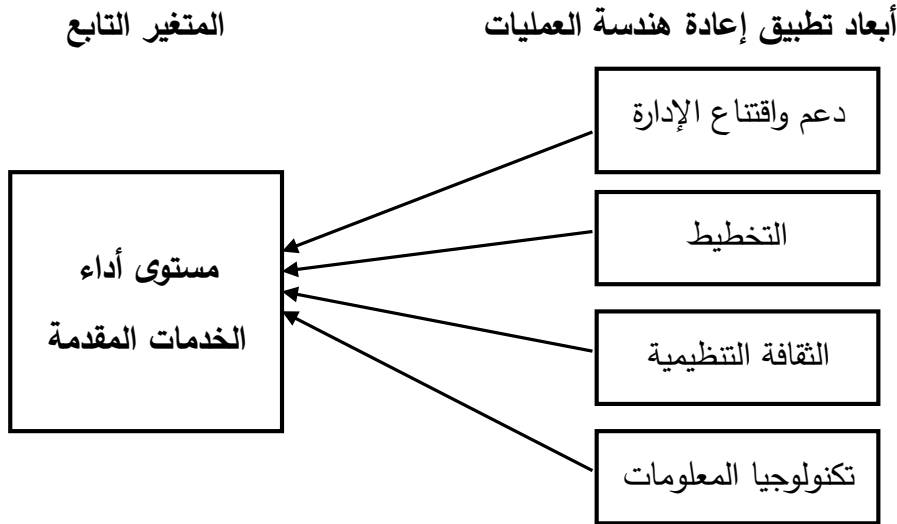 أبعاد تطبيق إعادة هندسة العمليات
المتغير التابع
دعم واقتناع الإدارة
التخطيط
الثقافة التنظيمية
تكنولوجيا المعلومات
مستوى أداء
الخدمات المقدمة